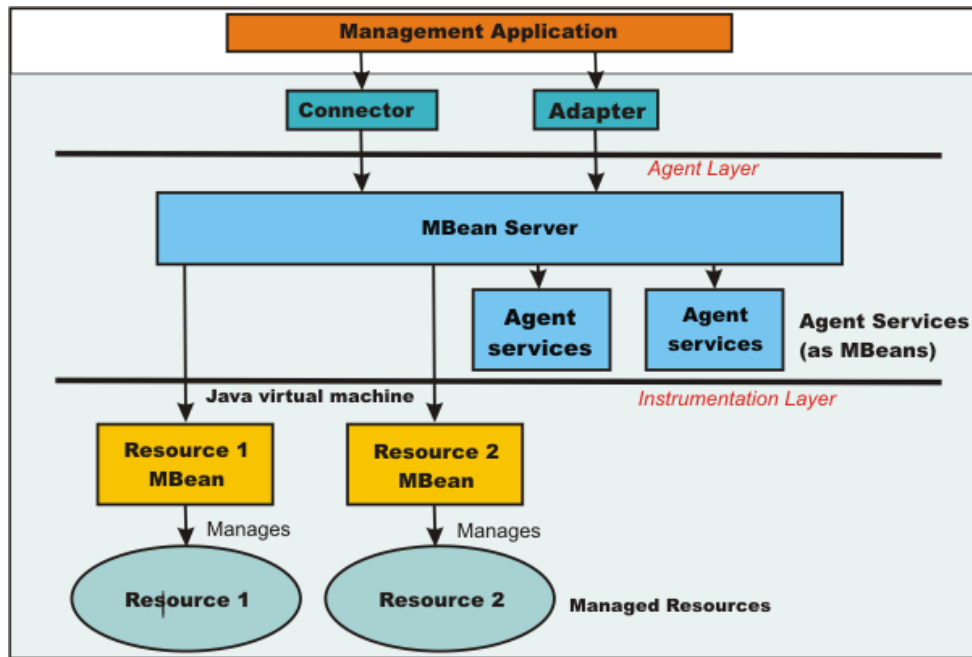 Management Application
Connector
Adapter
Agent Layer
MBean Server
Agent
services
Agent
services
Agent Services
(as MBeans)
Java virtual machine
Instrumentation Layer
Resource 1
MBean
Resource 2
MBean
Manages
Manages
Resource 1
Resource 2
Managed Resources